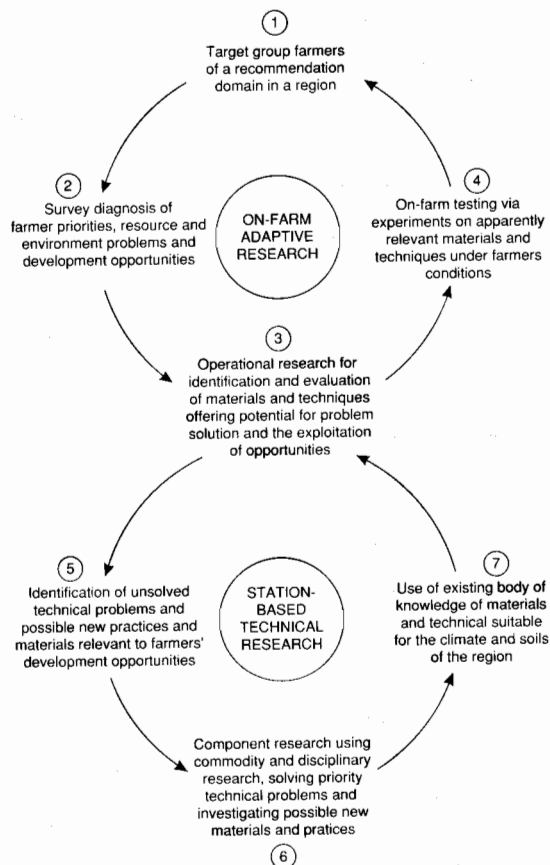 1
Target group farmers
of a recommendation
domain in a region
2
Survey diagnosis of
farmer priorities, resource and
environment problems and
development opportunities
ON-FARM
ADAPTIVE
RESEARCH
4
On-farm testing via
experiments on apparently
relevant materials and
techniques under farmers
conditions
3
Operational research for
identification and evaluation
of materials and techniques
offering potential for problem
solution and the exploitation
of opportunities
5
Identification of unsolved
technical problems and
possible new practices and
materials relevant to farmers'
development opportunities
STATION-
BASED
TECHNICAL
RESEARCH
7
Use of existing body of
knowledge of materials
and technical suitable
for the climate and soils
of the region
Component research using
commodity and disciplinary
research, solving priority
technical problems and
investigating possible new
materials and pratices
6